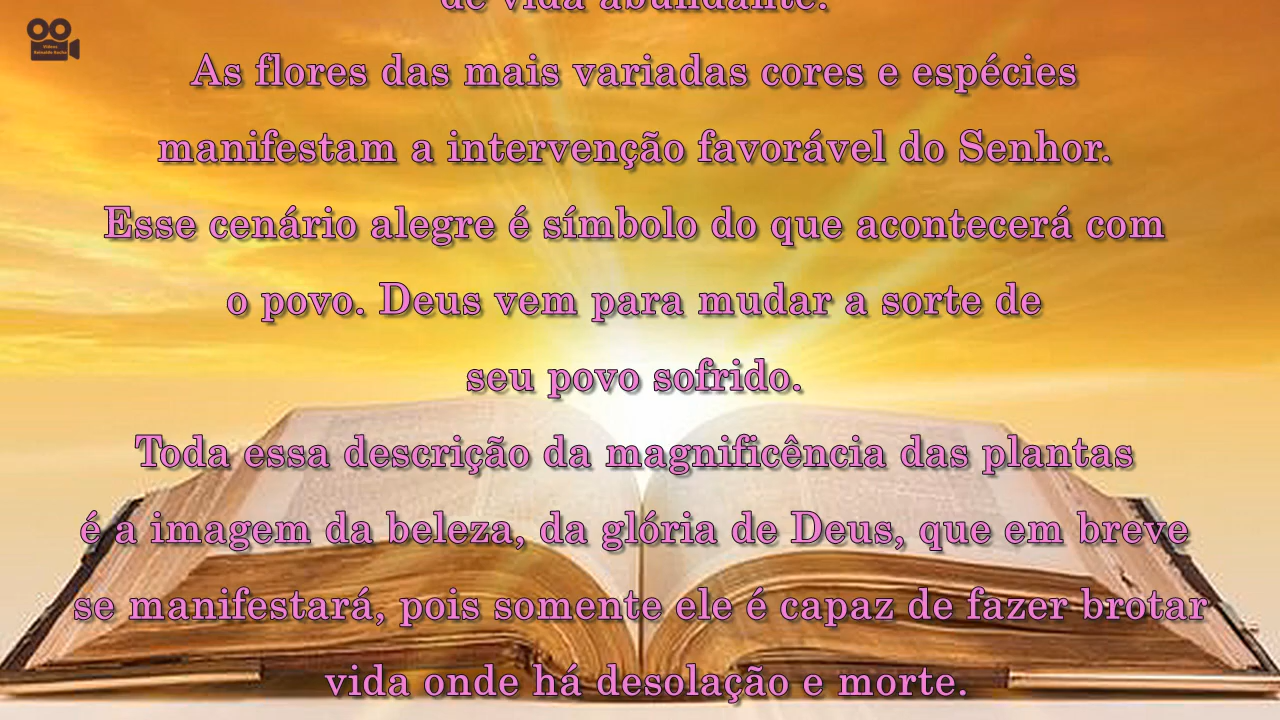 de vida abundante.
As flores das mais variadas cores e espécies
manifestam a intervenção favorável do Senhor.
Esse cenário alegre é símbolo do que acontecerá com
o povo. Deus vem para mudar a sorte de
seu povo sofrido.
Toda essa descrição da magnificência das plantas
é a imagem da beleza, da glória de Deus, que em breve
se manifestará, pois somente ele é capaz de fazer brotar
vida onde há desolação e morte.